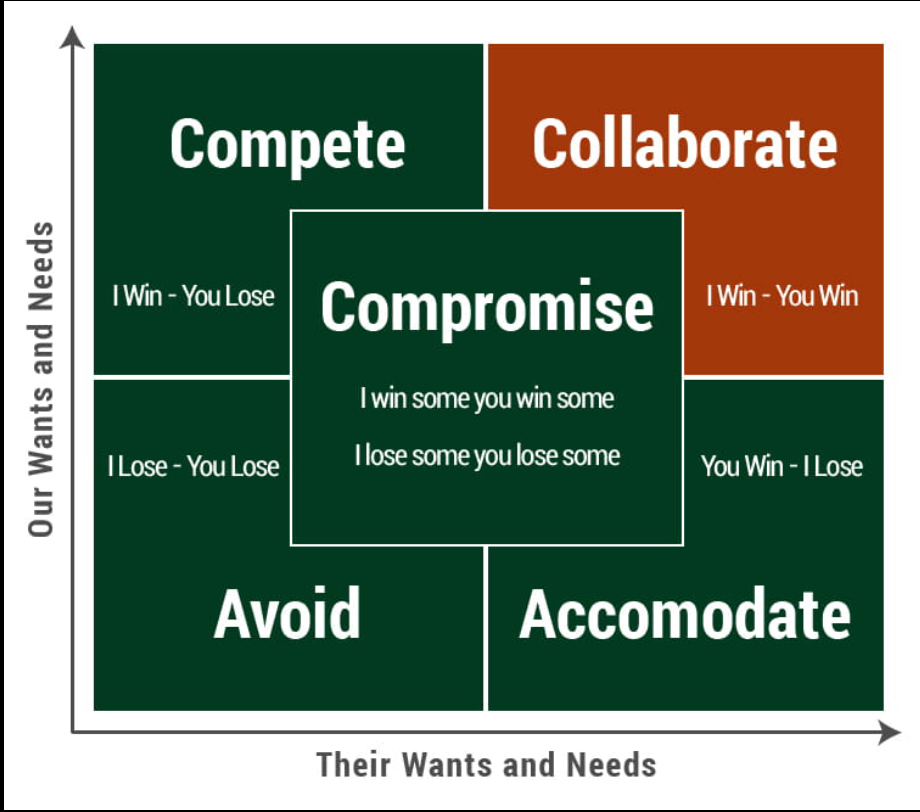 Compete
Collaborate
Our Wants and Needs
I Win - You Lose
Compromise
I Win - You Win
I win some you win some
I lose some you lose some
I Lose - You Lose
You Win - I Lose
Avoid
Accomodate
Their Wants and Needs